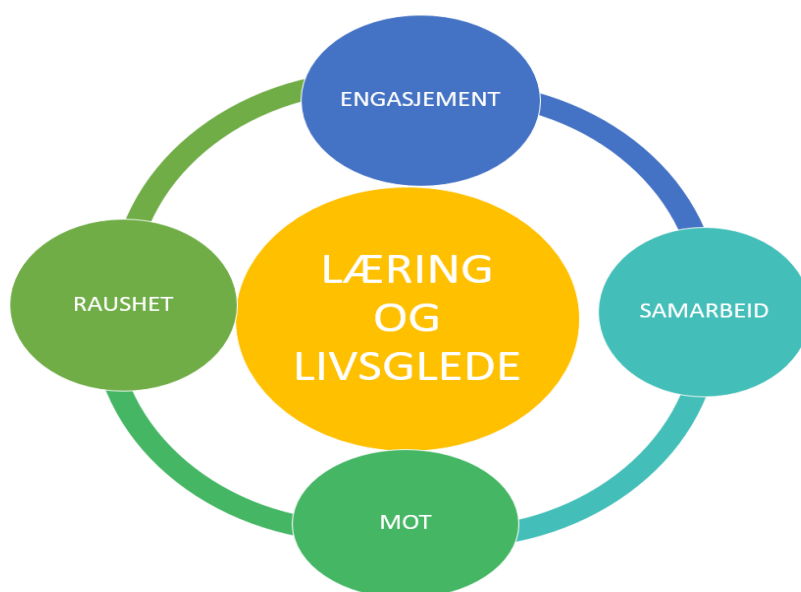 ENGASJEMENT
RAUSHET
LÆRING
OG
LIVSGLEDE
SAMARBEID
MOT